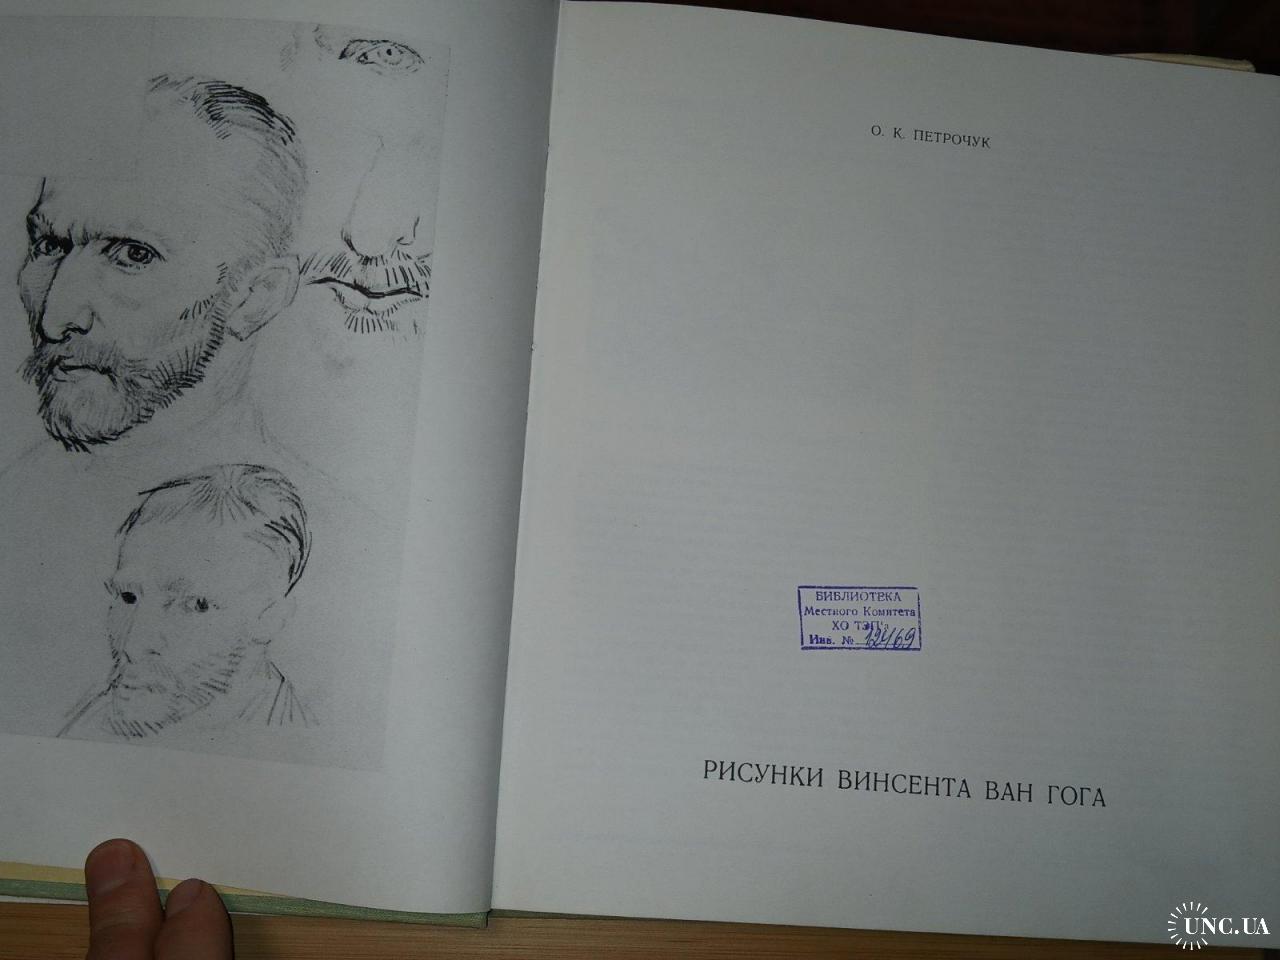 О. К. ПЕТРОЧУК
БИБЛИОТЕКА
Местного Комитета
ХО ТЭП'а
Инв. № 12469
РИСУНКИ ВИНСЕНТА ВАН ГОГА
UNC.UA